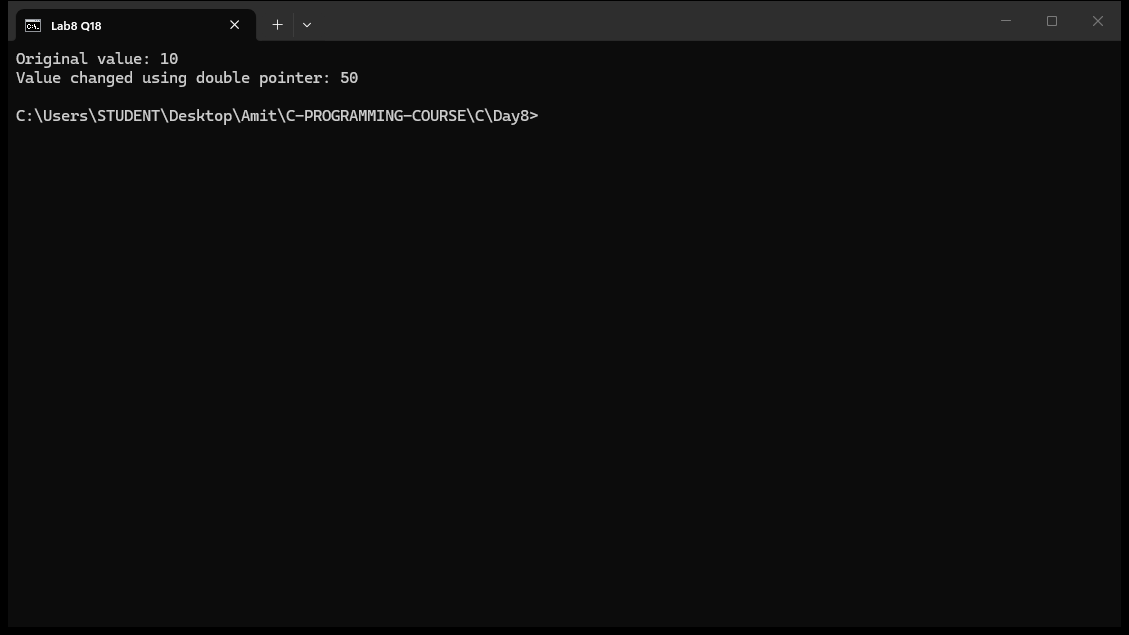 Lab8 Q18
Original value: 10
Value changed using double pointer: 50
C:\Users\STUDENT\Desktop\Amit\C-PROGRAMMING-COURSE\C\Day8>